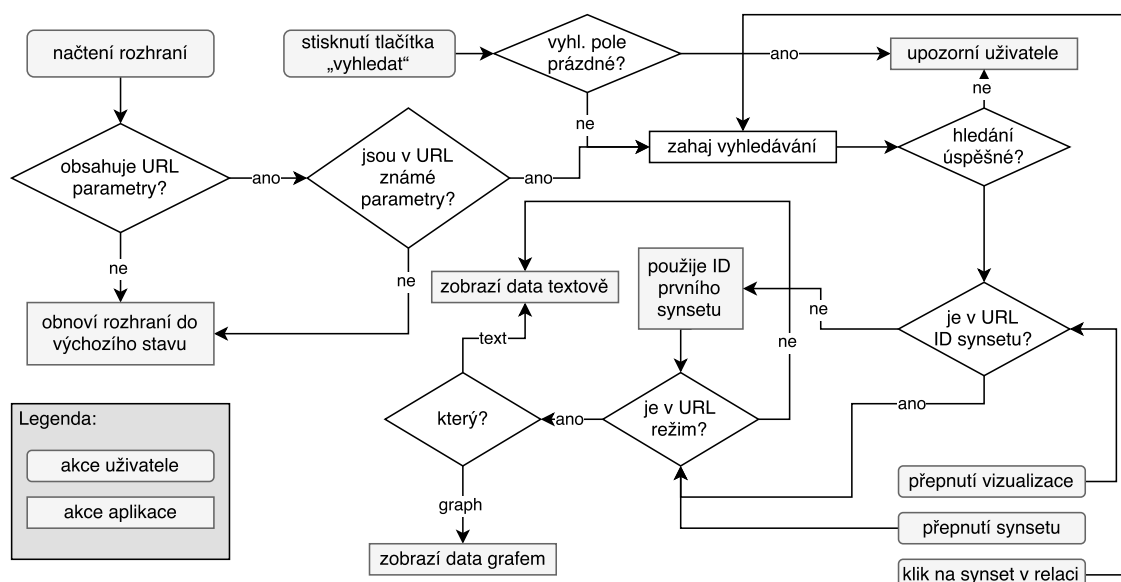 načtení rozhraní
stisknutí tlačítka
„vyhledat“
vyhl. pole
prázdné?
ano
upozorní uživatele
ne
ne
obsahuje URL
parametry?
ano
jsou v URL
známé
parametry?
ano
zahaj vyhledávání
hledání
úspěšné?
ne
ne
obnoví rozhraní do
výchozího stavu
zobrazí data textově
použije ID
prvního
synsetu
ne
ne
je v URL
ID synsetu?
text
který?
ano
je v URL
režim?
ano
graph
zobrazí data grafem
Legenda:
akce uživatele
akce aplikace
přepnutí vizualizace
přepnutí synsetu
klik na synset v relaci